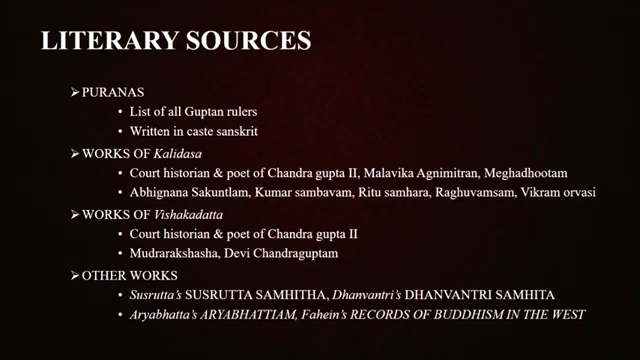 LITERARY SOURCES
➢PURANAS
• List of all Guptan rulers
• Written in caste sanskrit
➢WORKS OF Kalidasa
• Court historian & poet of Chandra gupta II, Malavika Agnimitran, Meghadhootam
• Abhignana Sakuntlam, Kumar sambavam, Ritu samhara, Raghuvamsam, Vikram orvasi
➢WORKS OF Vishakadatta
• Court historian & poet of Chandra gupta II
• Mudrarakshasha, Devi Chandraguptam
➢OTHER WORKS
• Susrutta's SUSRUTTA SAMHITHA, Dhanvantri's DHANVANTRI SAMHITA
• Aryabhatta's ARYABHATTIAM, Fahein's RECORDS OF BUDDHISM IN THE WEST